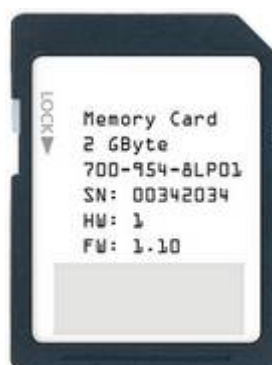 LOCK
Memory Card
2 GByte
700-954-8LP01
SN: 00342034
HW: 1
FW: 1.10